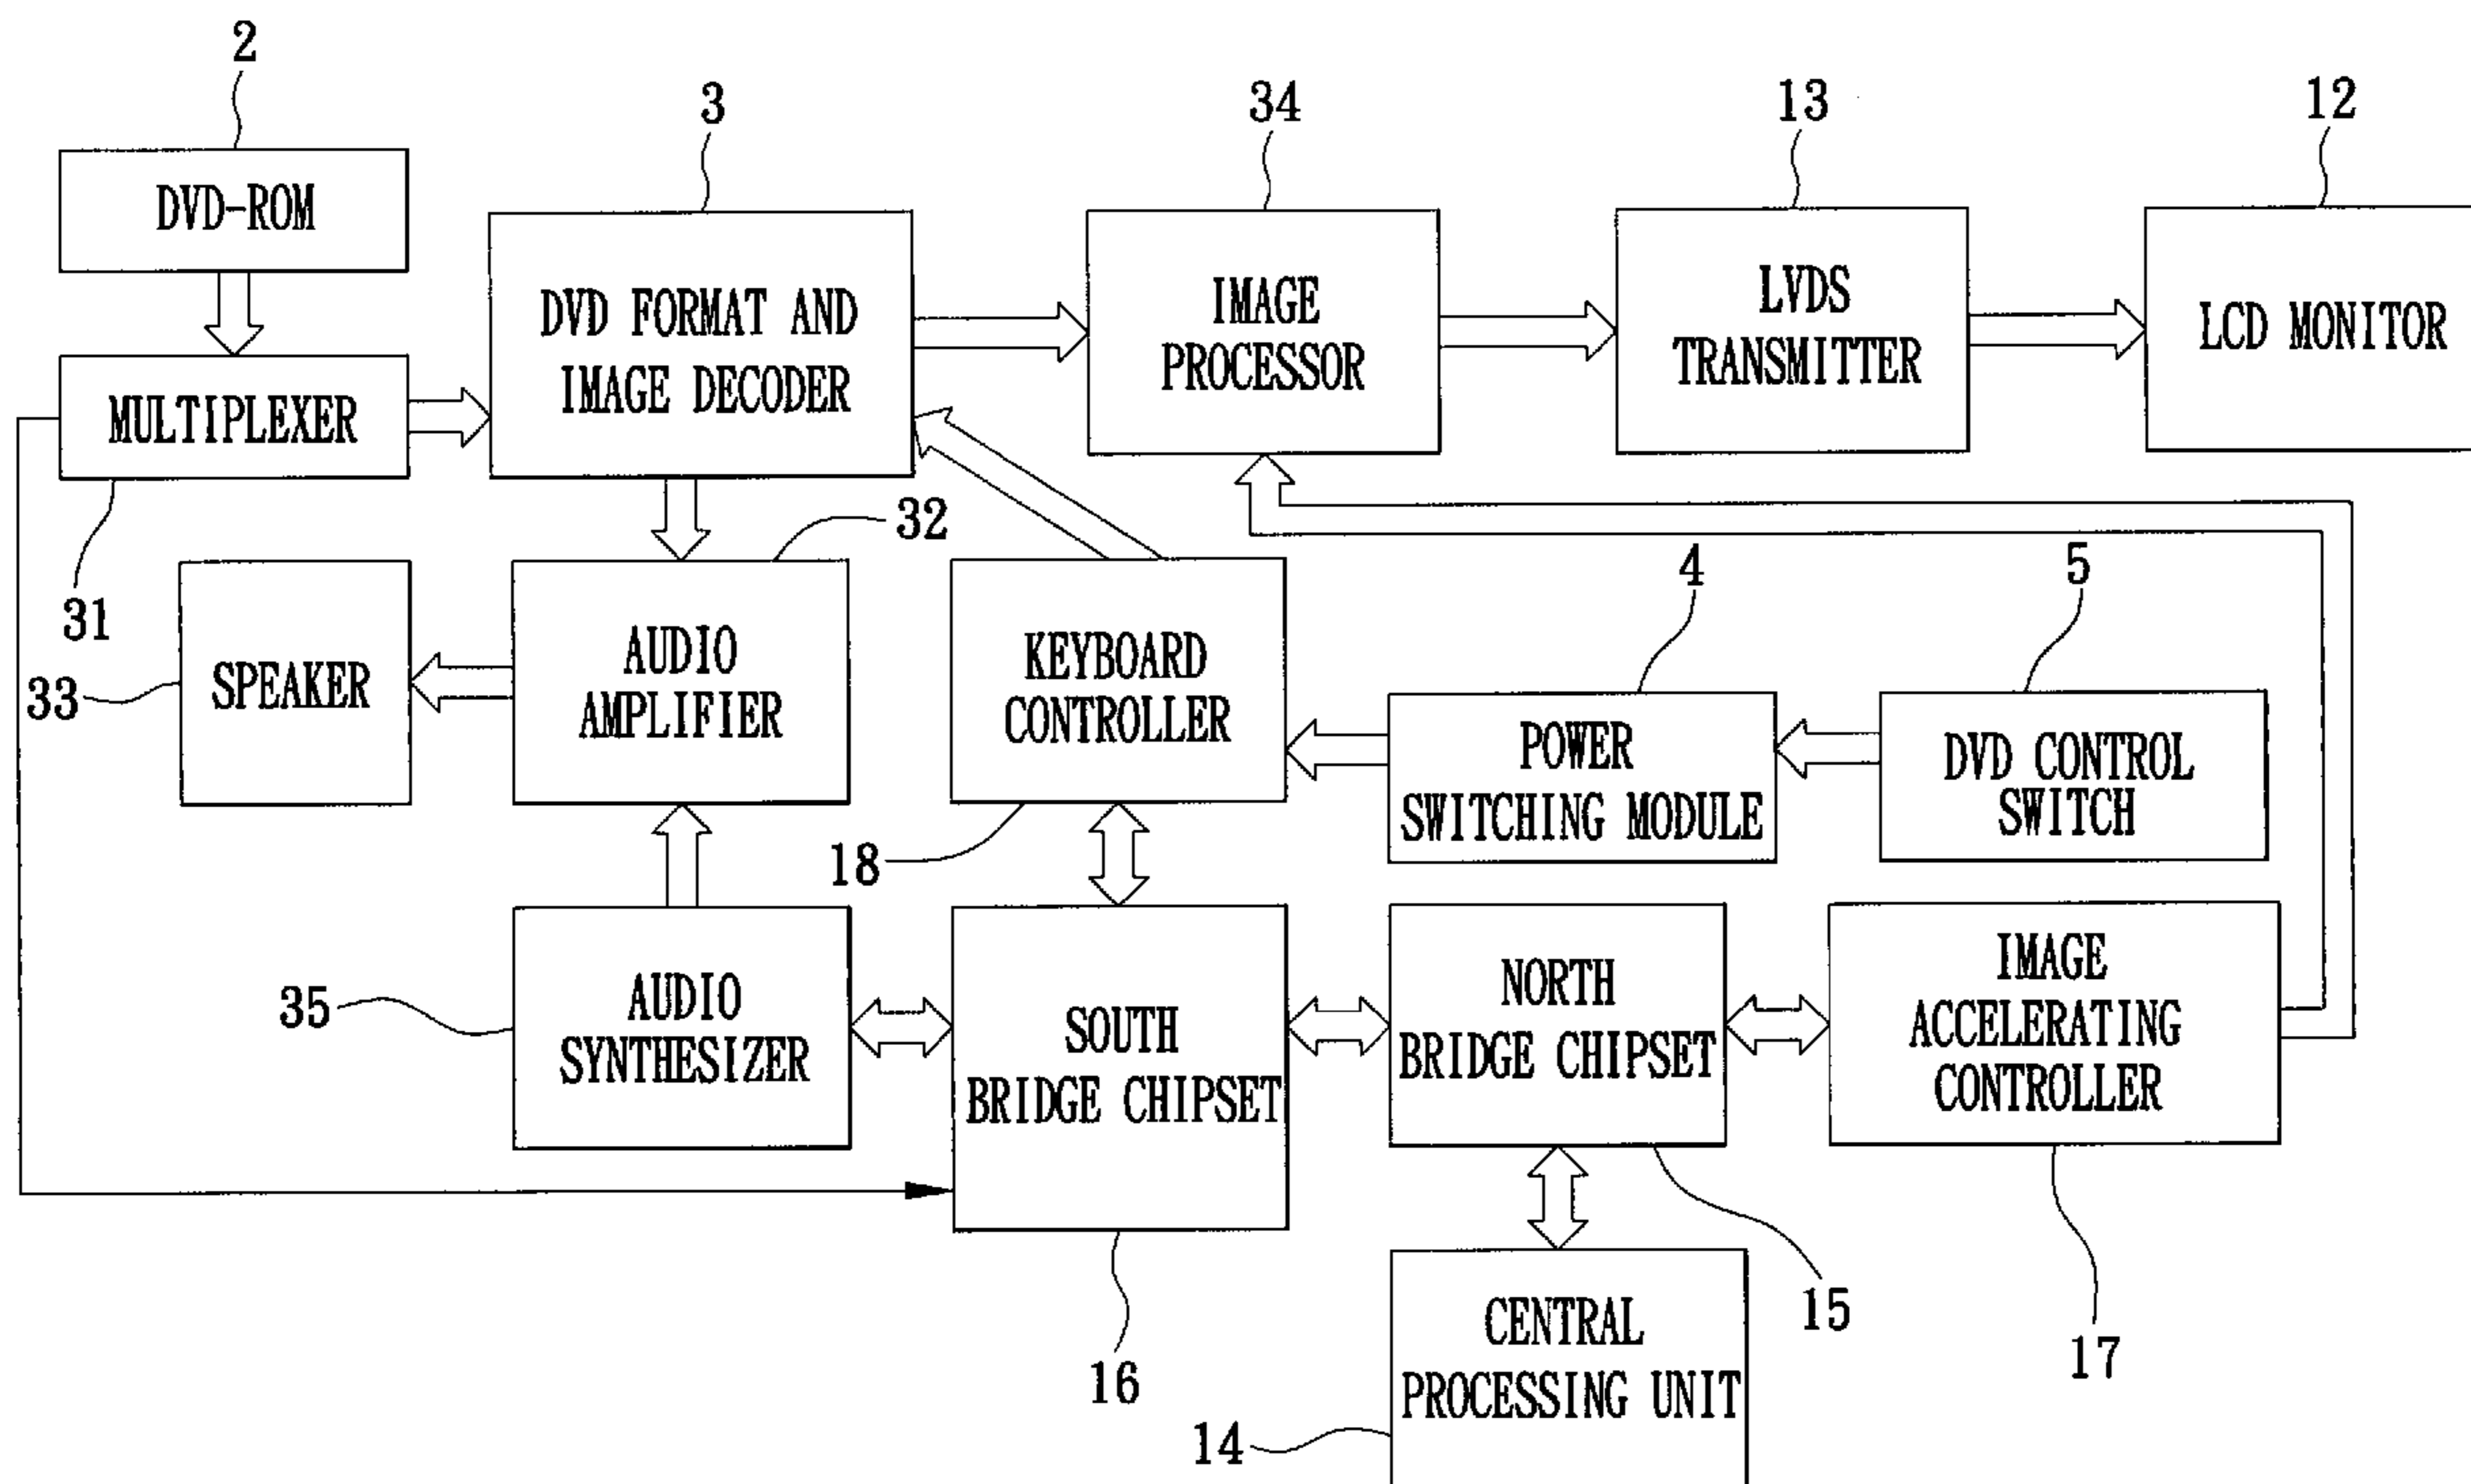 2
3
34
13
12
DVD-ROM
DVD FORMAT AND
IMAGE DECODER
IMAGE
PROCESSOR
LVDS
TRANSMITTER
LCD MONITOR
MULTIPLEXER
31
32
4
5
SPEAKER
33
AUDIO
AMPLIFIER
KEYBOARD
CONTROLLER
18
POWER
SWITCHING MODULE
DVD CONTROL
SWITCH
35
AUDIO
SYNTHESIZER
SOUTH
BRIDGE CHIPSET
NORTH
BRIDGE CHIPSET
IMAGE
ACCELERATING
CONTROLLER
16
15
17
CENTRAL
PROCESSING UNIT
14